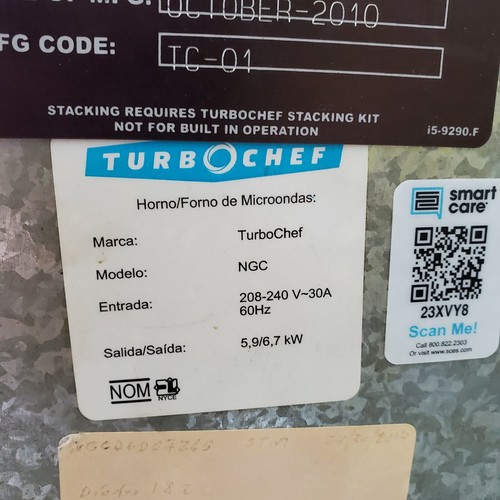 MFG:
OCTOBER-2010
FG CODE:
TC-01
STACKING REQUIRES TURBOCHEF STACKING KIT
NOT FOR BUILT IN OPERATION
i5-9290.F
TURBOCHEF
Horno/Forno de Microondas:
Marca: TurboChef
Modelo: NGC
Entrada: 208-240 V~30A
60Hz
Salida/Saída: 5,9/6,7 kW
NOM
NYCE
smart
care
23XVY8
Scan Me!
Call 800.822.2303
Or visit www.sces.com